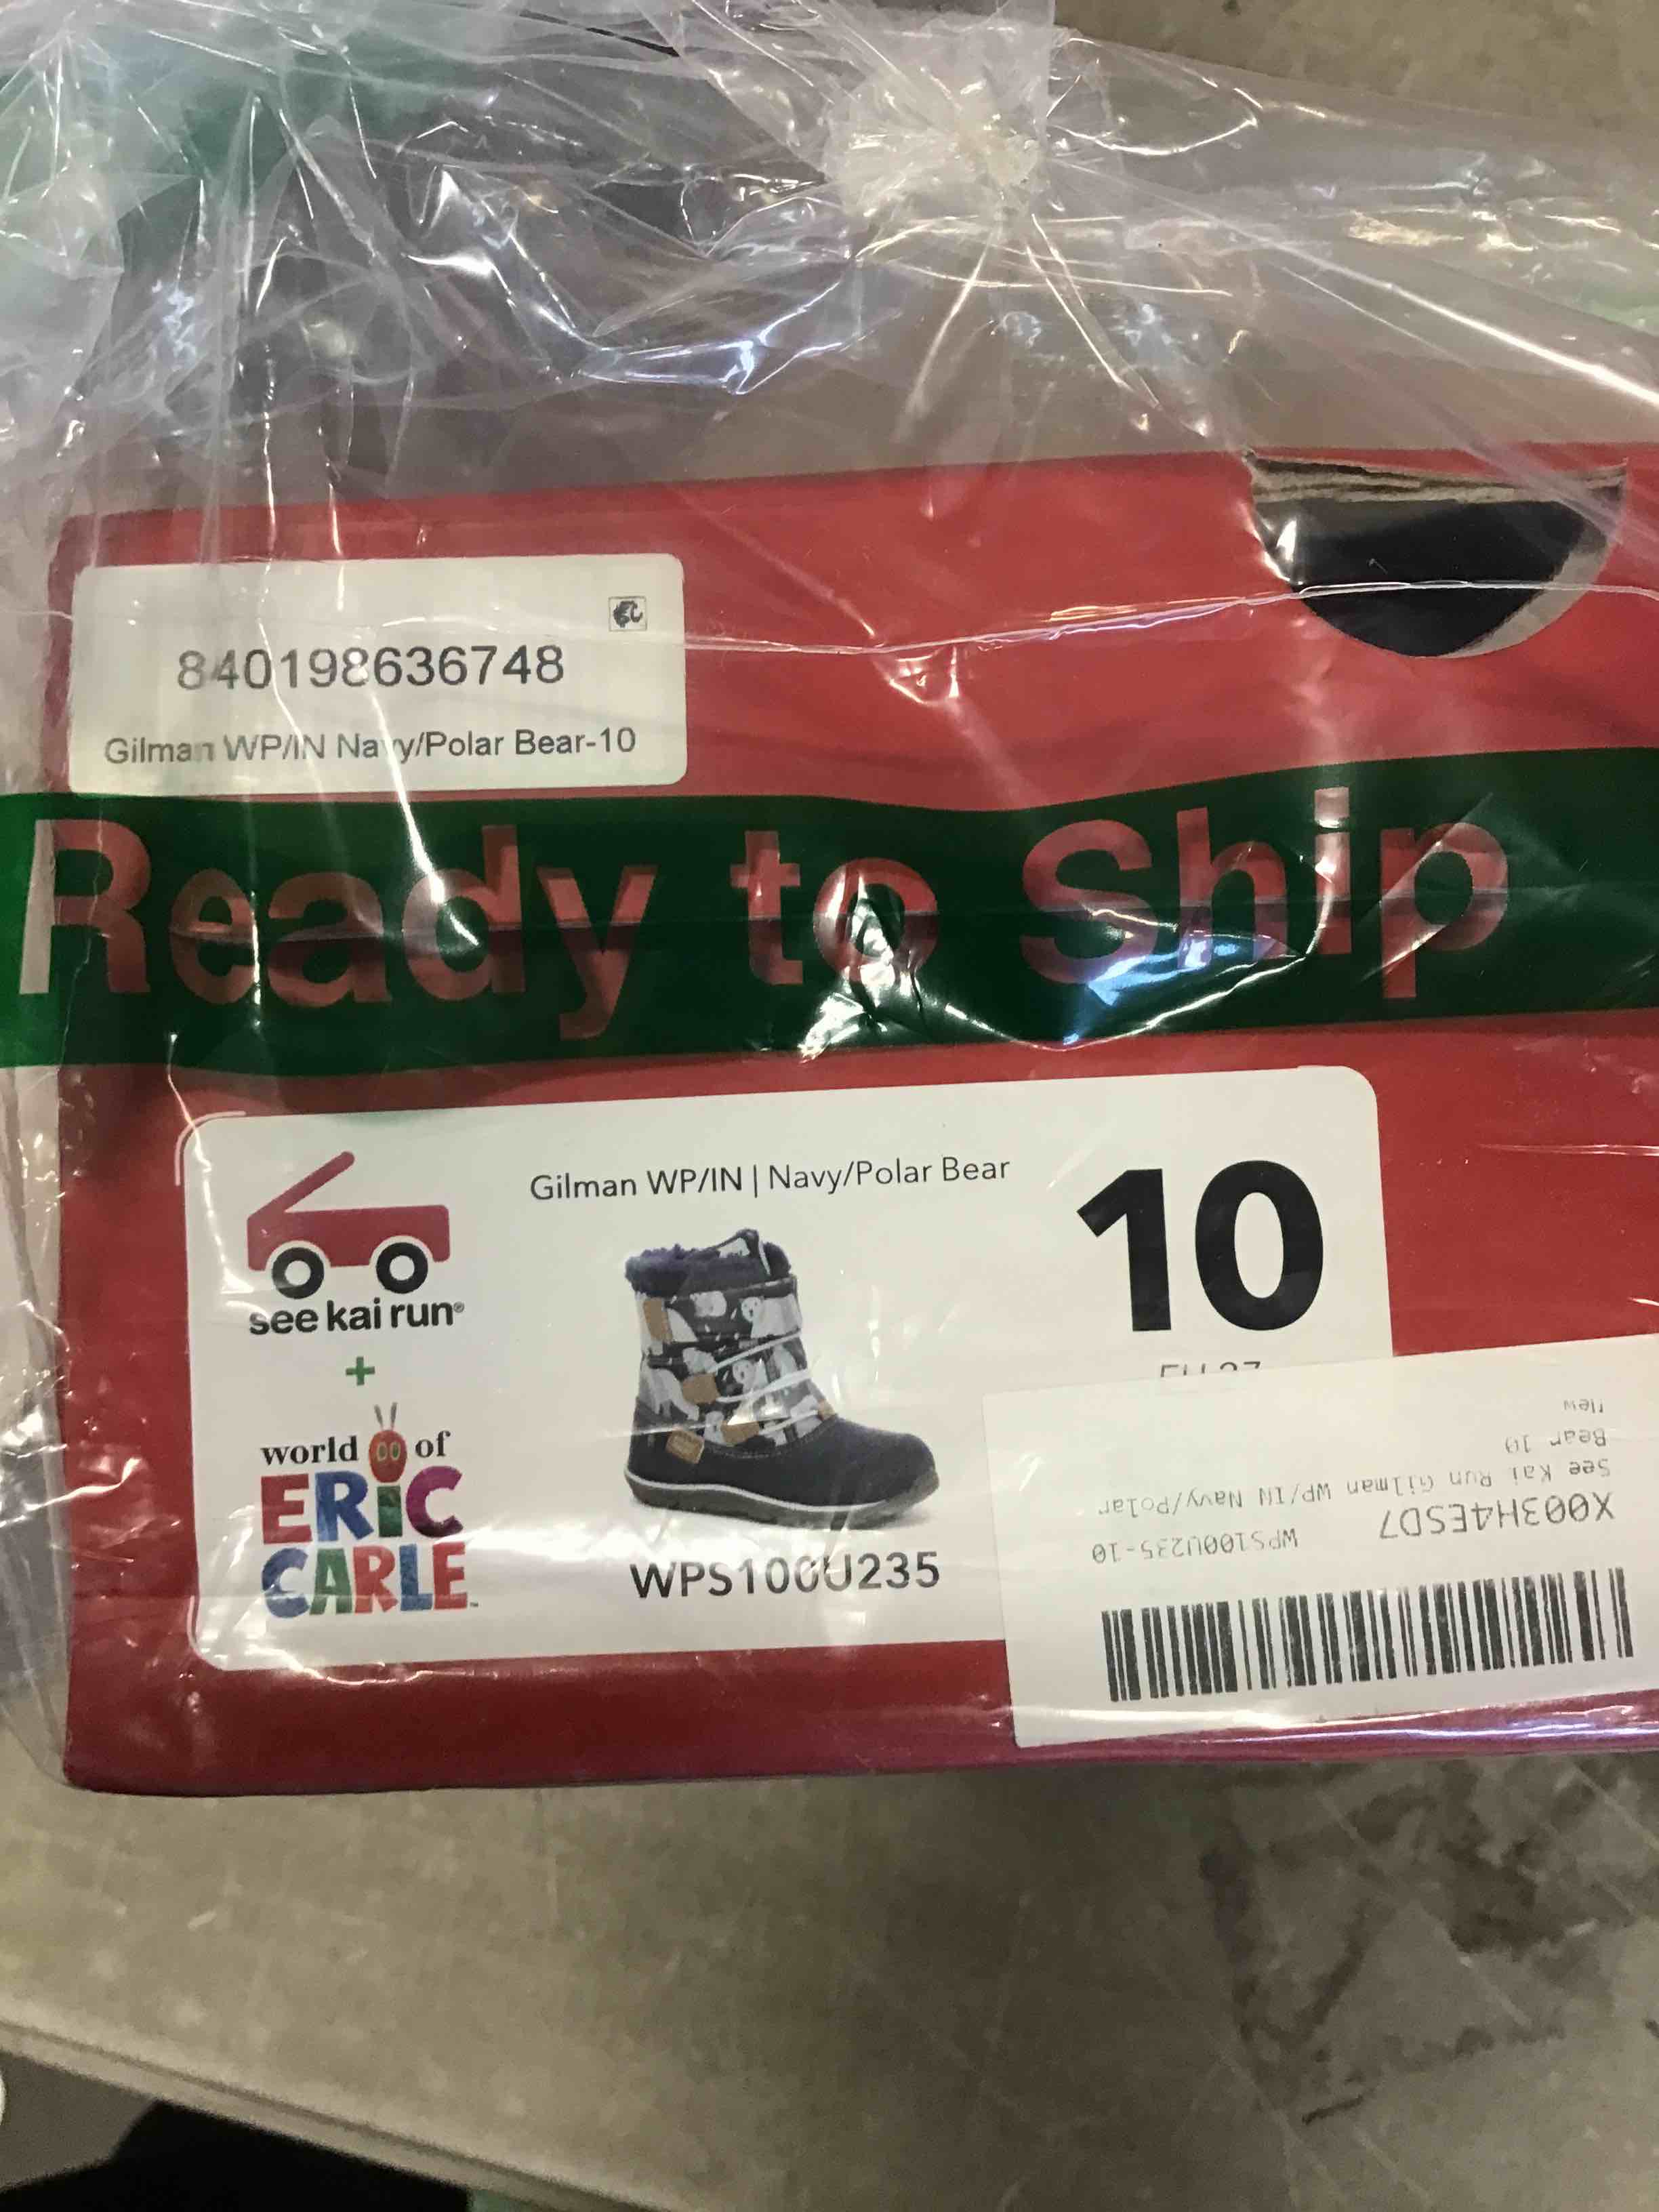 840198636748
Gilman WP/IN Navy/Polar Bear-10
Ready to Ship
Gilman WP/IN | Navy/Polar Bear
10
see kai run®
+
world of
ERiC
CARLE™
WPS100U235
X003H4ESD7 WPS100U235-10
See Kai Run Gilman WP/IN Navy/Polar
Bear 10
New